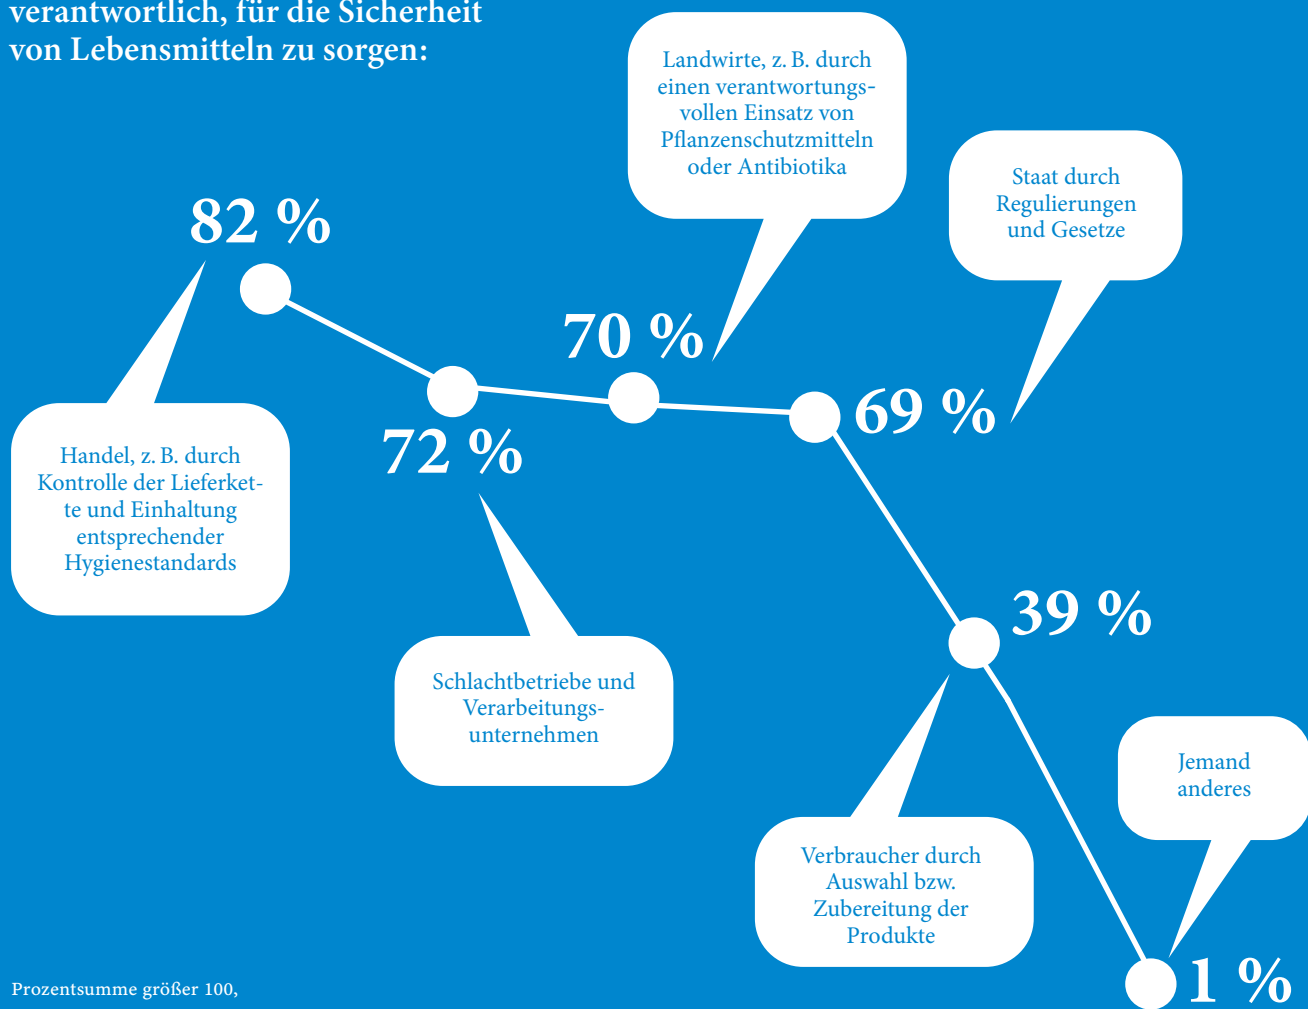 verantwortlich, für die Sicherheit
von Lebensmitteln zu sorgen:
Landwirte, z. B. durch
einen verantwortungs-
vollen Einsatz von
Pflanzenschutzmitteln
oder Antibiotika
Staat durch
Regulierungen
und Gesetze
82 %
70 %
69 %
72 %
Handel, z. B. durch
Kontrolle der Lieferket-
te und Einhaltung
entsprechender
Hygienestandards
39 %
Schlachtbetriebe und
Verarbeitungs-
unternehmen
Jemand
anderes
Verbraucher durch
Auswahl bzw.
Zubereitung der
Produkte
1 %
Prozentsumme größer 100,